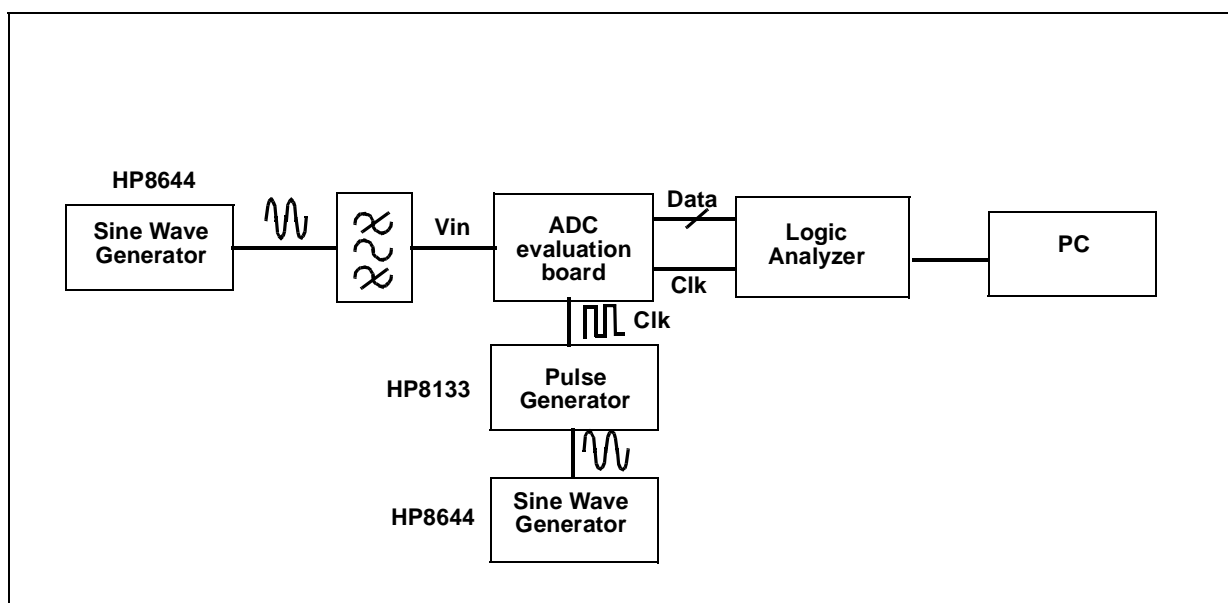 HP8644
Sine Wave
Generator
Vin
ADC
evaluation
board
Data
Clk
Logic
Analyzer
PC
Clk
HP8133
Pulse
Generator
HP8644
Sine Wave
Generator